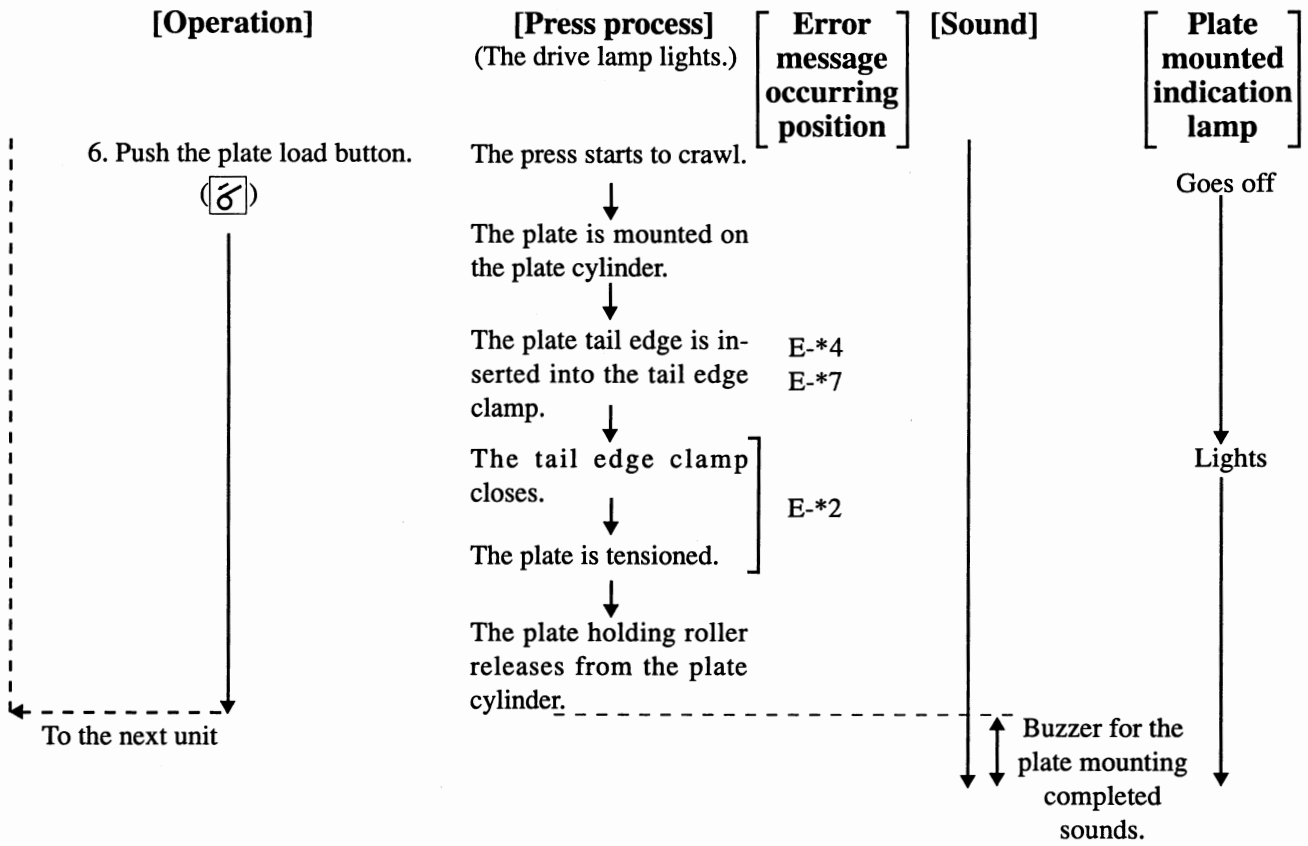 [Operation]
[Press process]
(The drive lamp lights.)
[Error
message
occurring
position]
[Sound]
[Plate
mounted
indication
lamp]
6. Push the plate load button.
( )
To the next unit
The press starts to crawl.
The plate is mounted on
the plate cylinder.
The plate tail edge is in-
serted into the tail edge
clamp.
The tail edge clamp
closes.
The plate is tensioned.
The plate holding roller
releases from the plate
cylinder.
E-*4
E-*7
E-*2
Buzzer for the
plate mounting
completed
sounds.
Goes off
Lights